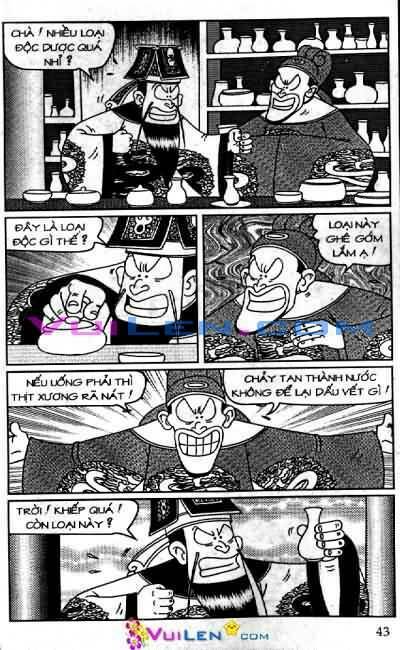 CHÀ! NHIỀU LOẠI
ĐỘC DƯỢC QUÁ
NHỈ?
ĐÂY LÀ LOẠI
ĐỘC GÌ THẾ?
LOẠI NÀY
GHÊ GỚM
LẮM Ạ!
VUILEN.COM
NẾU UỐNG PHẢI THÌ
THỊT XƯƠNG RÃ NÁT!
CHẢY TAN THÀNH NƯỚC
KHÔNG ĐỂ LẠI DẤU VẾT GÌ!
TRỜI! KHIẾP QUÁ!
CÒN LOẠI NÀY?
43
VUILEN.COM